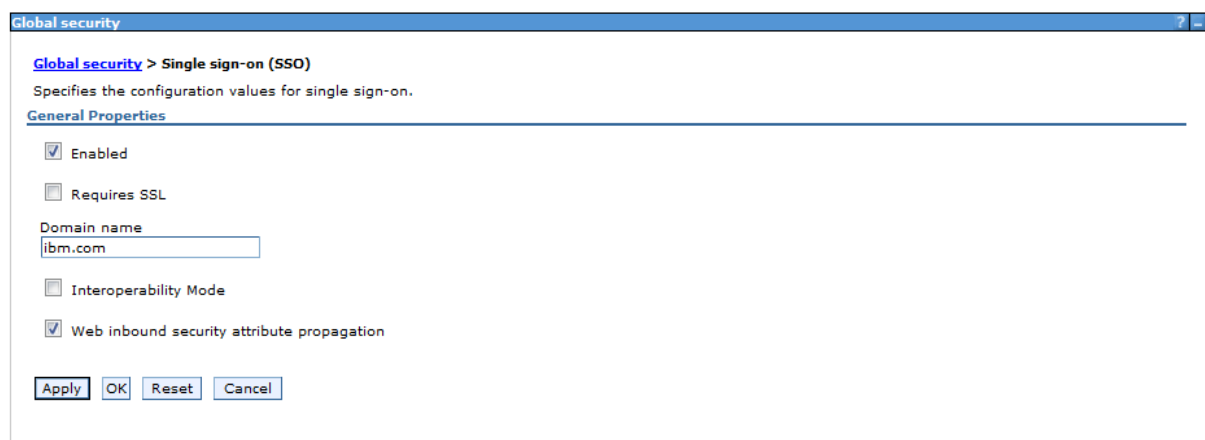 Global security ? –
Global security > Single sign-on (SSO)
Specifies the configuration values for single sign-on.
General Properties
Enabled
Requires SSL
Domain name
ibm.com
Interoperability Mode
Web inbound security attribute propagation
Apply OK Reset Cancel